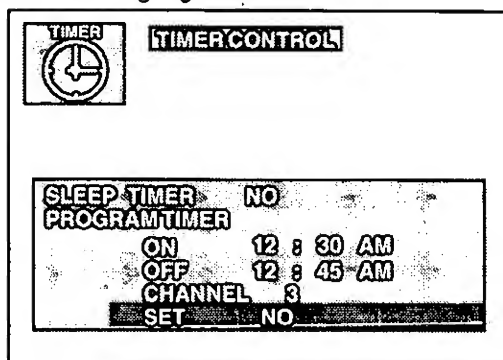 TIMER
TIMER CONTROL
SLEEP TIMER NO
PROGRAM TIMER
ON 12 : 30 AM
OFF 12 : 45 AM
CHANNEL 3
SET NO